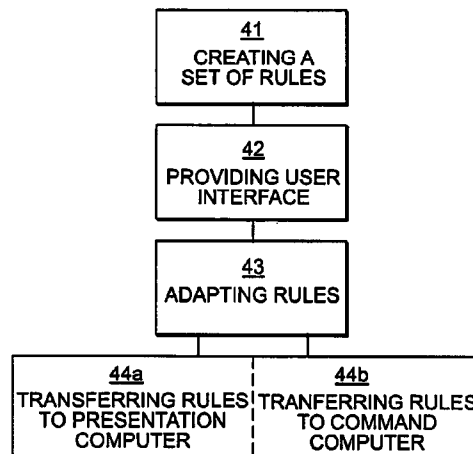 41
CREATING A
SET OF RULES
42
PROVIDING USER
INTERFACE
43
ADAPTING RULES
44a
TRANSFERRING RULES
TO PRESENTATION
COMPUTER
44b
TRANFERRING RULES
TO COMMAND
COMPUTER